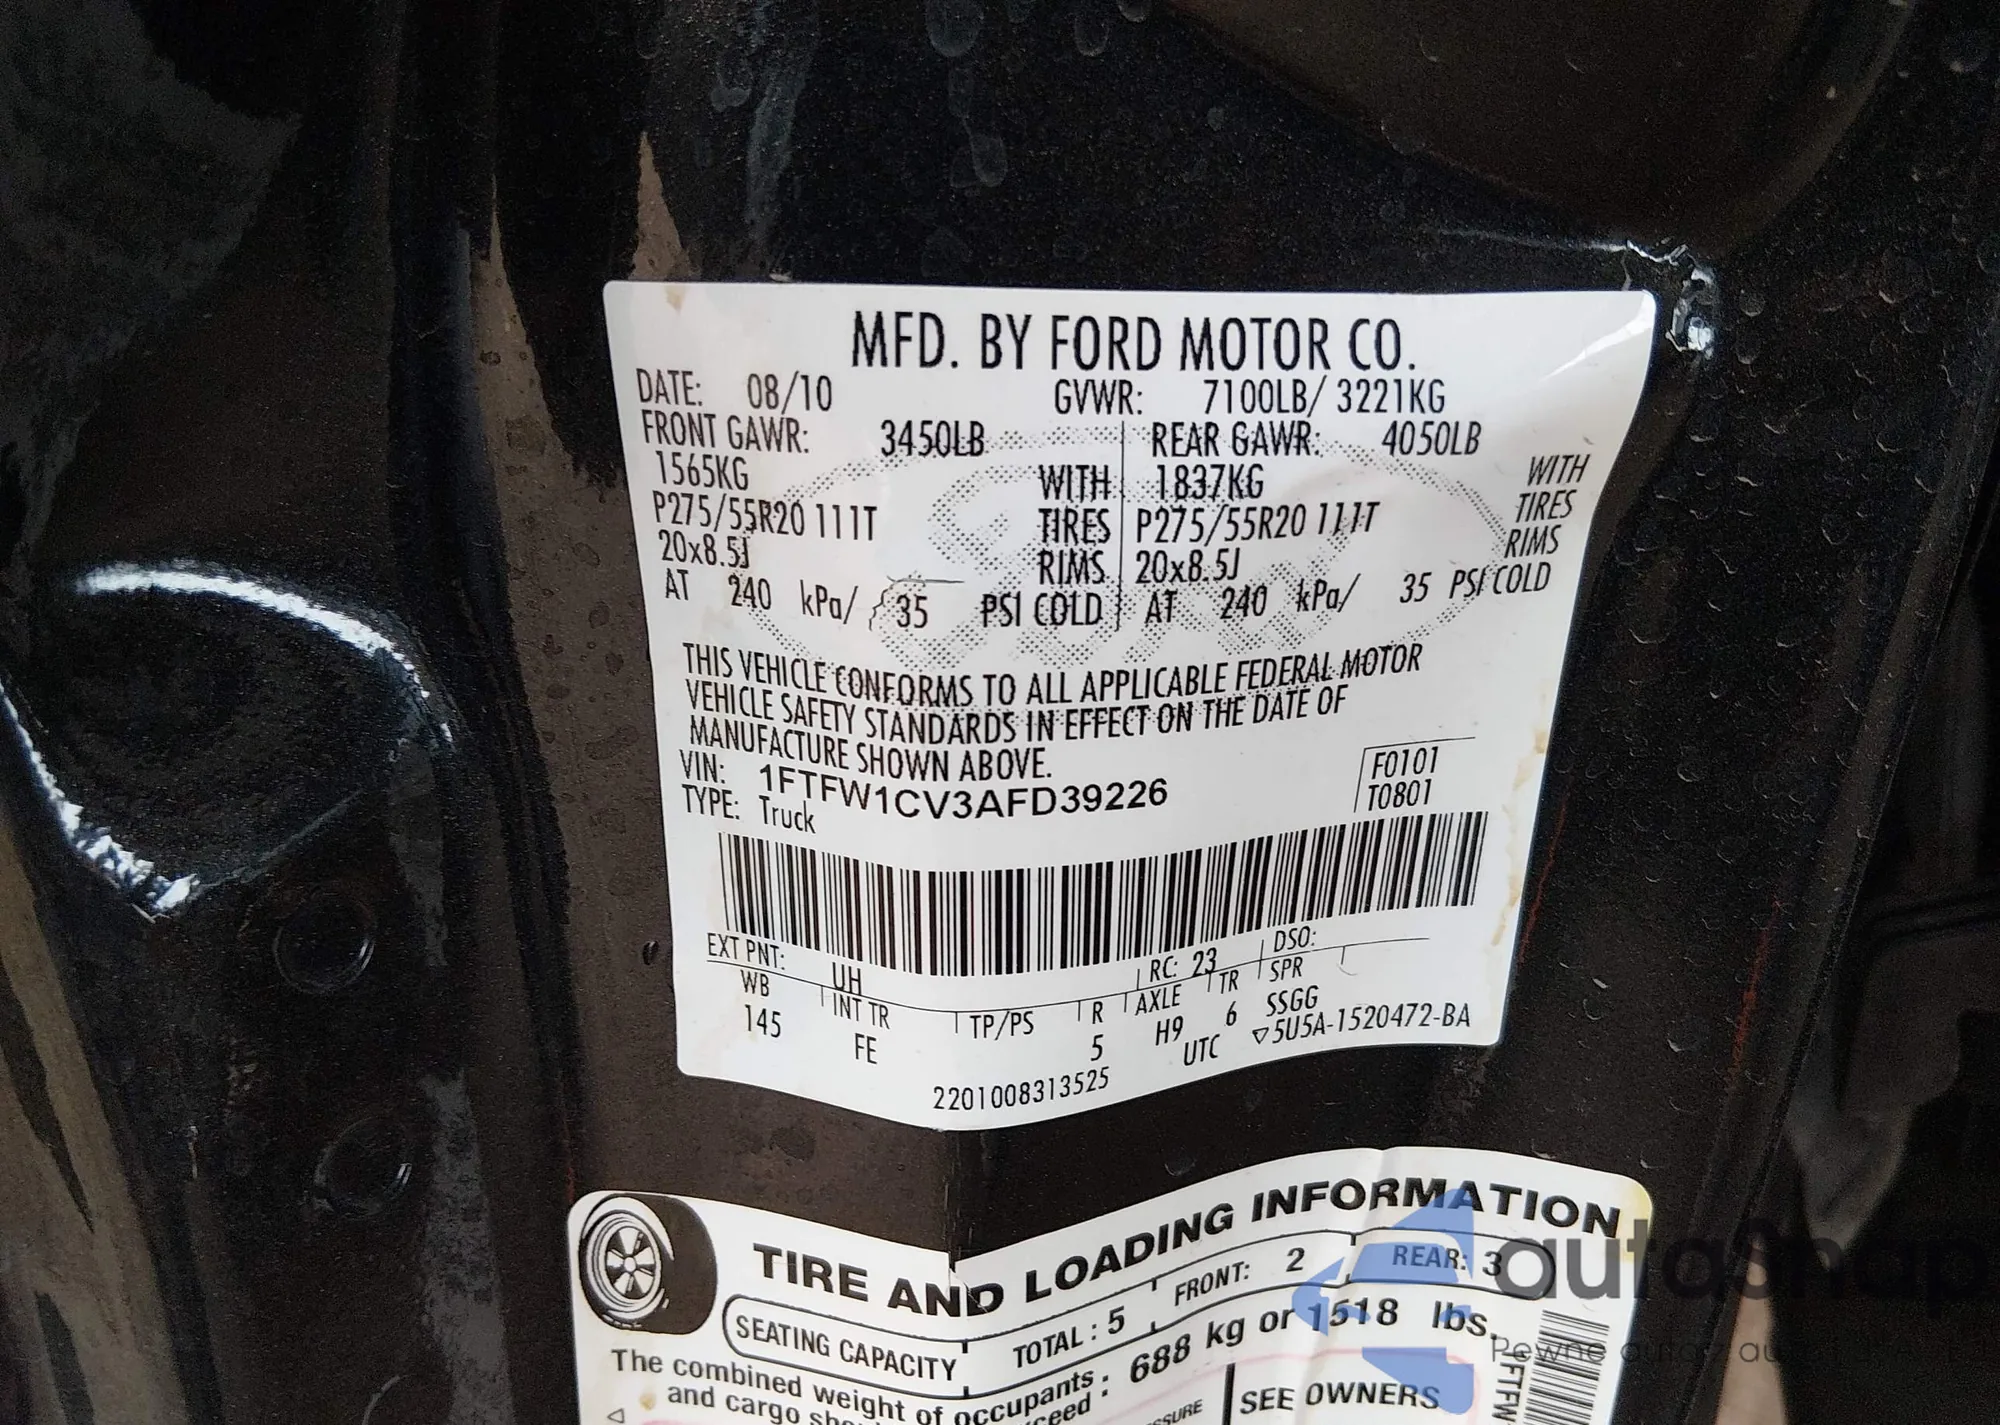 MFD. BY FORD MOTOR CO.
DATE: 08/10 GVWR: 7100LB/ 3221KG
FRONT GAWR: 3450LB REAR GAWR: 4050LB
1565KG WITH 1837KG WITH
P275/55R20 111T TIRES P275/55R20 111T TIRES
20x8.5J RIMS 20x8.5J RIMS
AT 240 kPa/ 35 PSI COLD AT 240 kPa/ 35 PSI COLD
THIS VEHICLE CONFORMS TO ALL APPLICABLE FEDERAL MOTOR
VEHICLE SAFETY STANDARDS IN EFFECT ON THE DATE OF
MANUFACTURE SHOWN ABOVE.
VIN: 1FTFW1CV3AFD39226 F0101
TYPE: Truck T0801
EXT PNT: UH RC: 23 DSO:
WB INT TR TP/PS R AXLE TR SPR
145 FE 5 H9 6 SSGG
UTC ▽5U5A-1520472-BA
2201008313525
TIRE AND LOADING INFORMATION
SEATING CAPACITY TOTAL : 5 FRONT: 2 REAR: 3
The combined weight of occupants : 688 kg or 1518 lbs.
and cargo
SEE OWNERS
autasnap
Pewne auta z